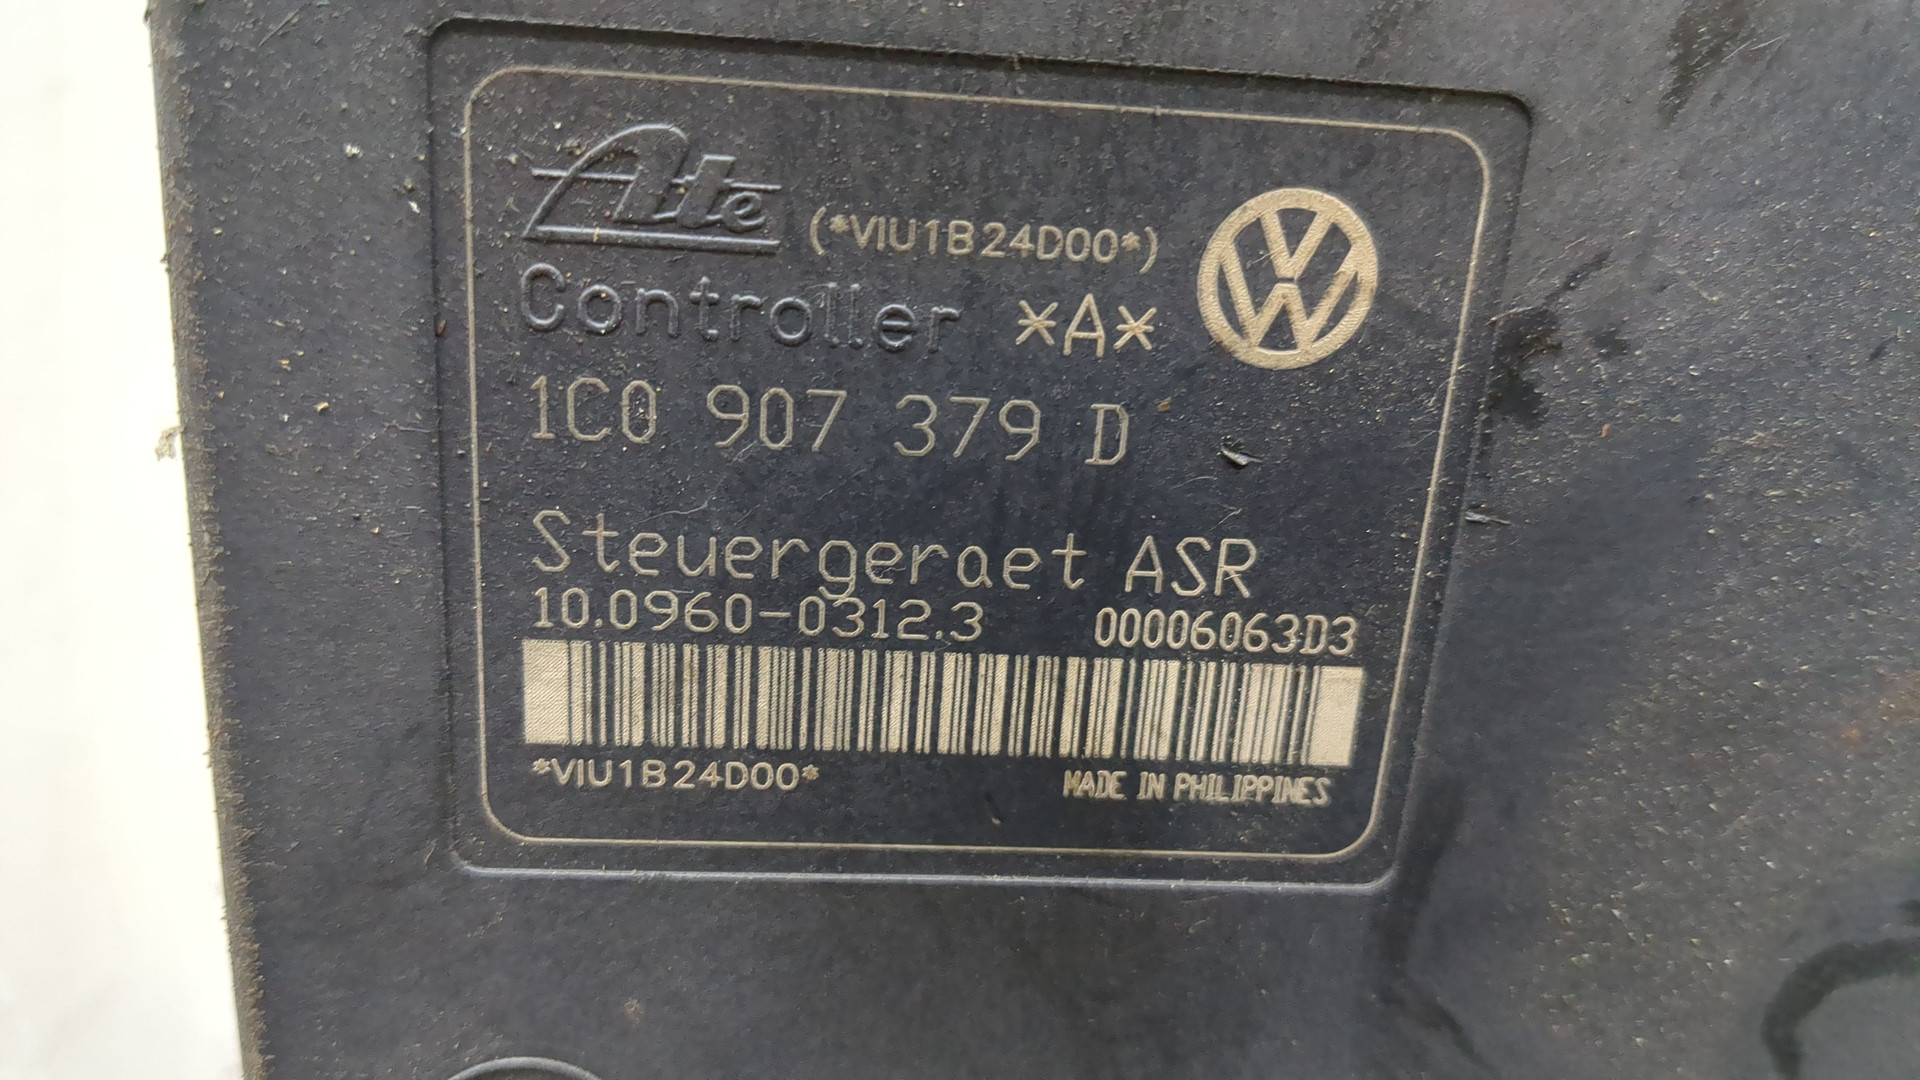 Ate (*VIU1B24D00*)
Controller *A*
1C0 907 379 D
Steuergeraet ASR
10.0960-0312.3 00006063D3
*VIU1B24D00* MADE IN PHILIPPINES